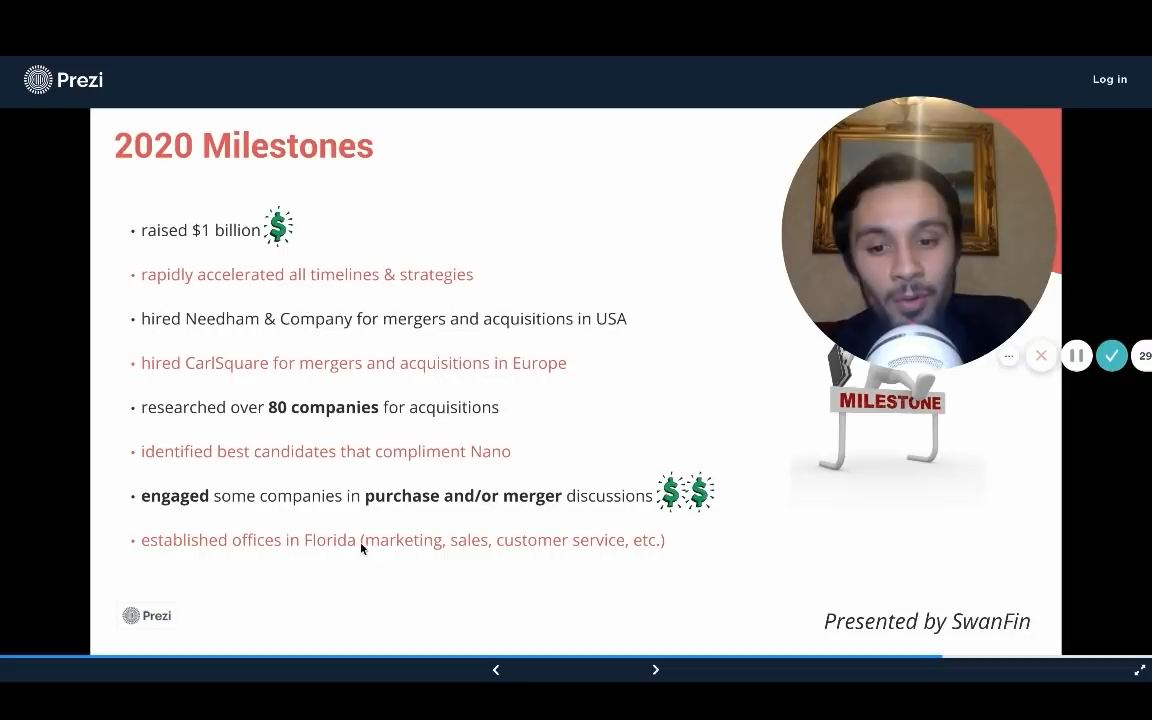 Prezi
Log in
2020 Milestones
• raised $1 billion
• rapidly accelerated all timelines & strategies
• hired Needham & Company for mergers and acquisitions in USA
• hired CarlSquare for mergers and acquisitions in Europe
29
• researched over 80 companies for acquisitions
MILESTONE
• identified best candidates that compliment Nano
• engaged some companies in purchase and/or merger discussions
• established offices in Florida (marketing, sales, customer service, etc.)
Prezi
Presented by SwanFin